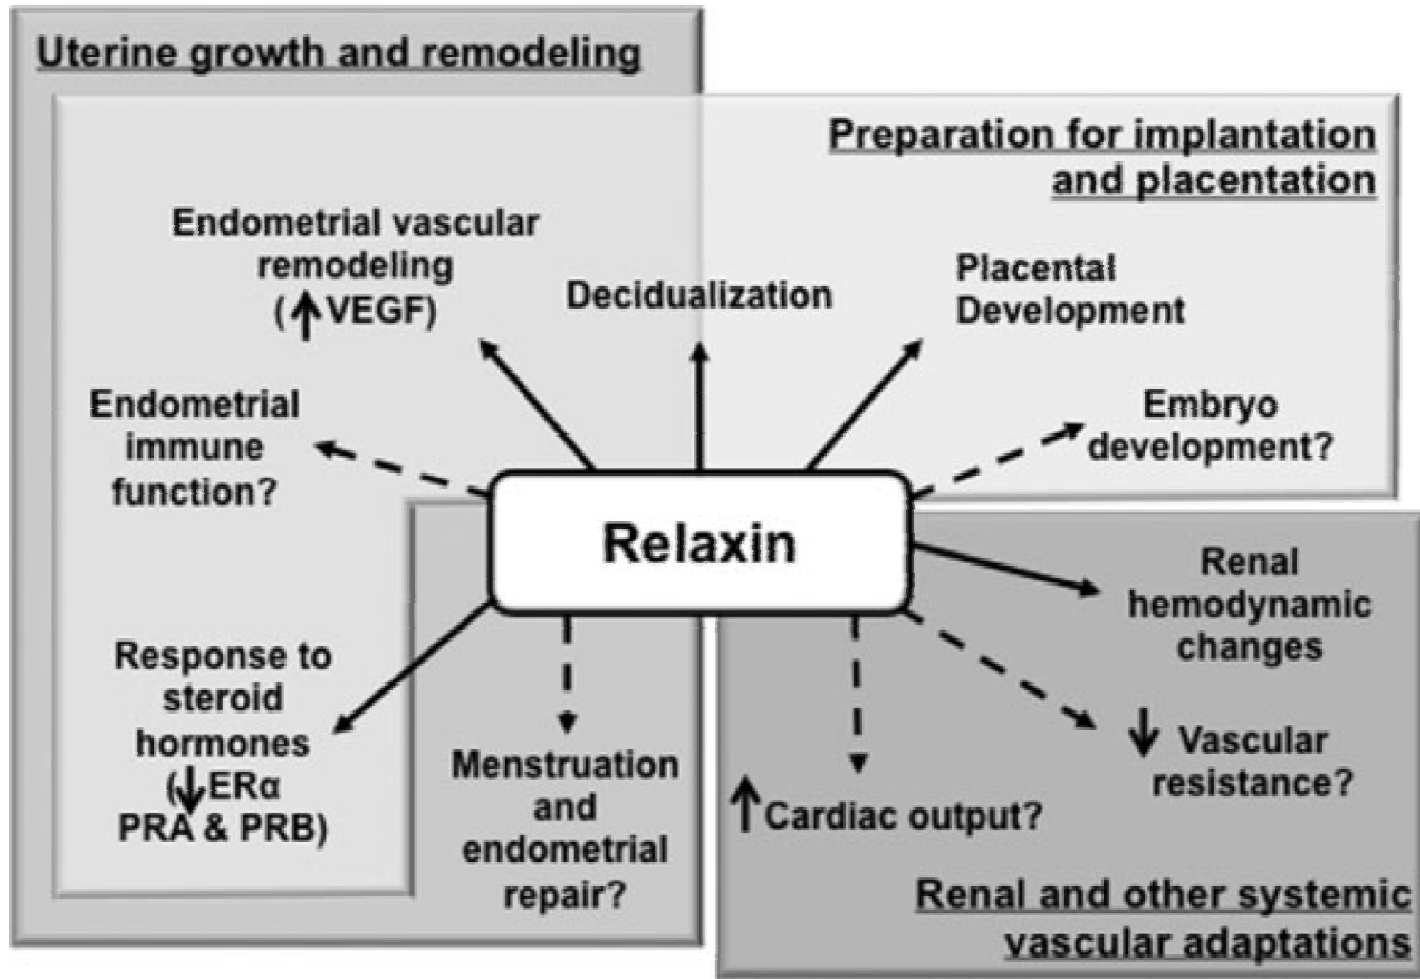 Uterine growth and remodeling
Preparation for implantation
and placentation
Endometrial vascular
remodeling
(↑VEGF)
Decidualization
Placental
Development
Endometrial
immune
function?
Embryo
development?
Relaxin
Renal
hemodynamic
changes
Response to
steroid
hormones
(↓ERα
PRA & PRB)
Menstruation
and
endometrial
repair?
↑Cardiac output?
↓ Vascular
resistance?
Renal and other systemic
vascular adaptations